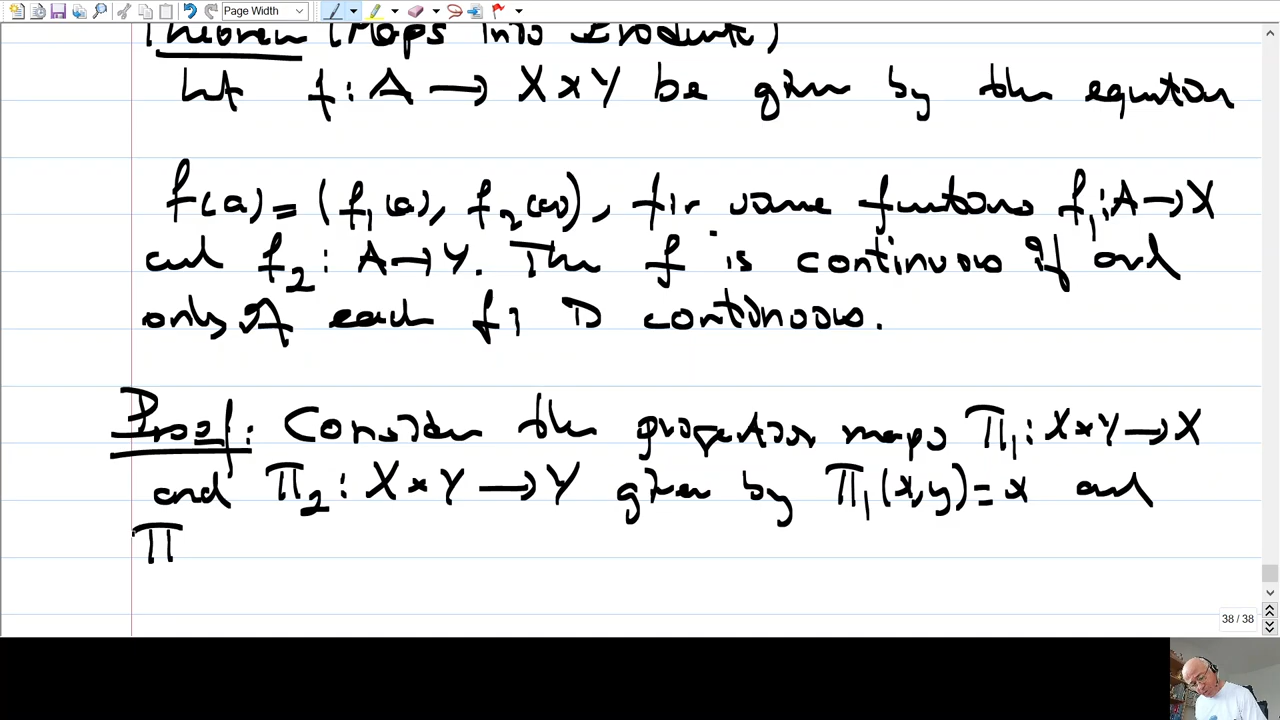 Page Width
Theorem (Maps into Products)
Let f: A → X×Y be given by the equation
f(a) = (f₁(a), f₂(a)), for some functions f₁: A→X
and f₂: A→Y. Then f is continuous if and
only if each fi is continuous.
Proof: Consider the projection maps π₁: X×Y→X
and π₂: X×Y → Y given by π₁(x,y) = x and
π
38 / 38